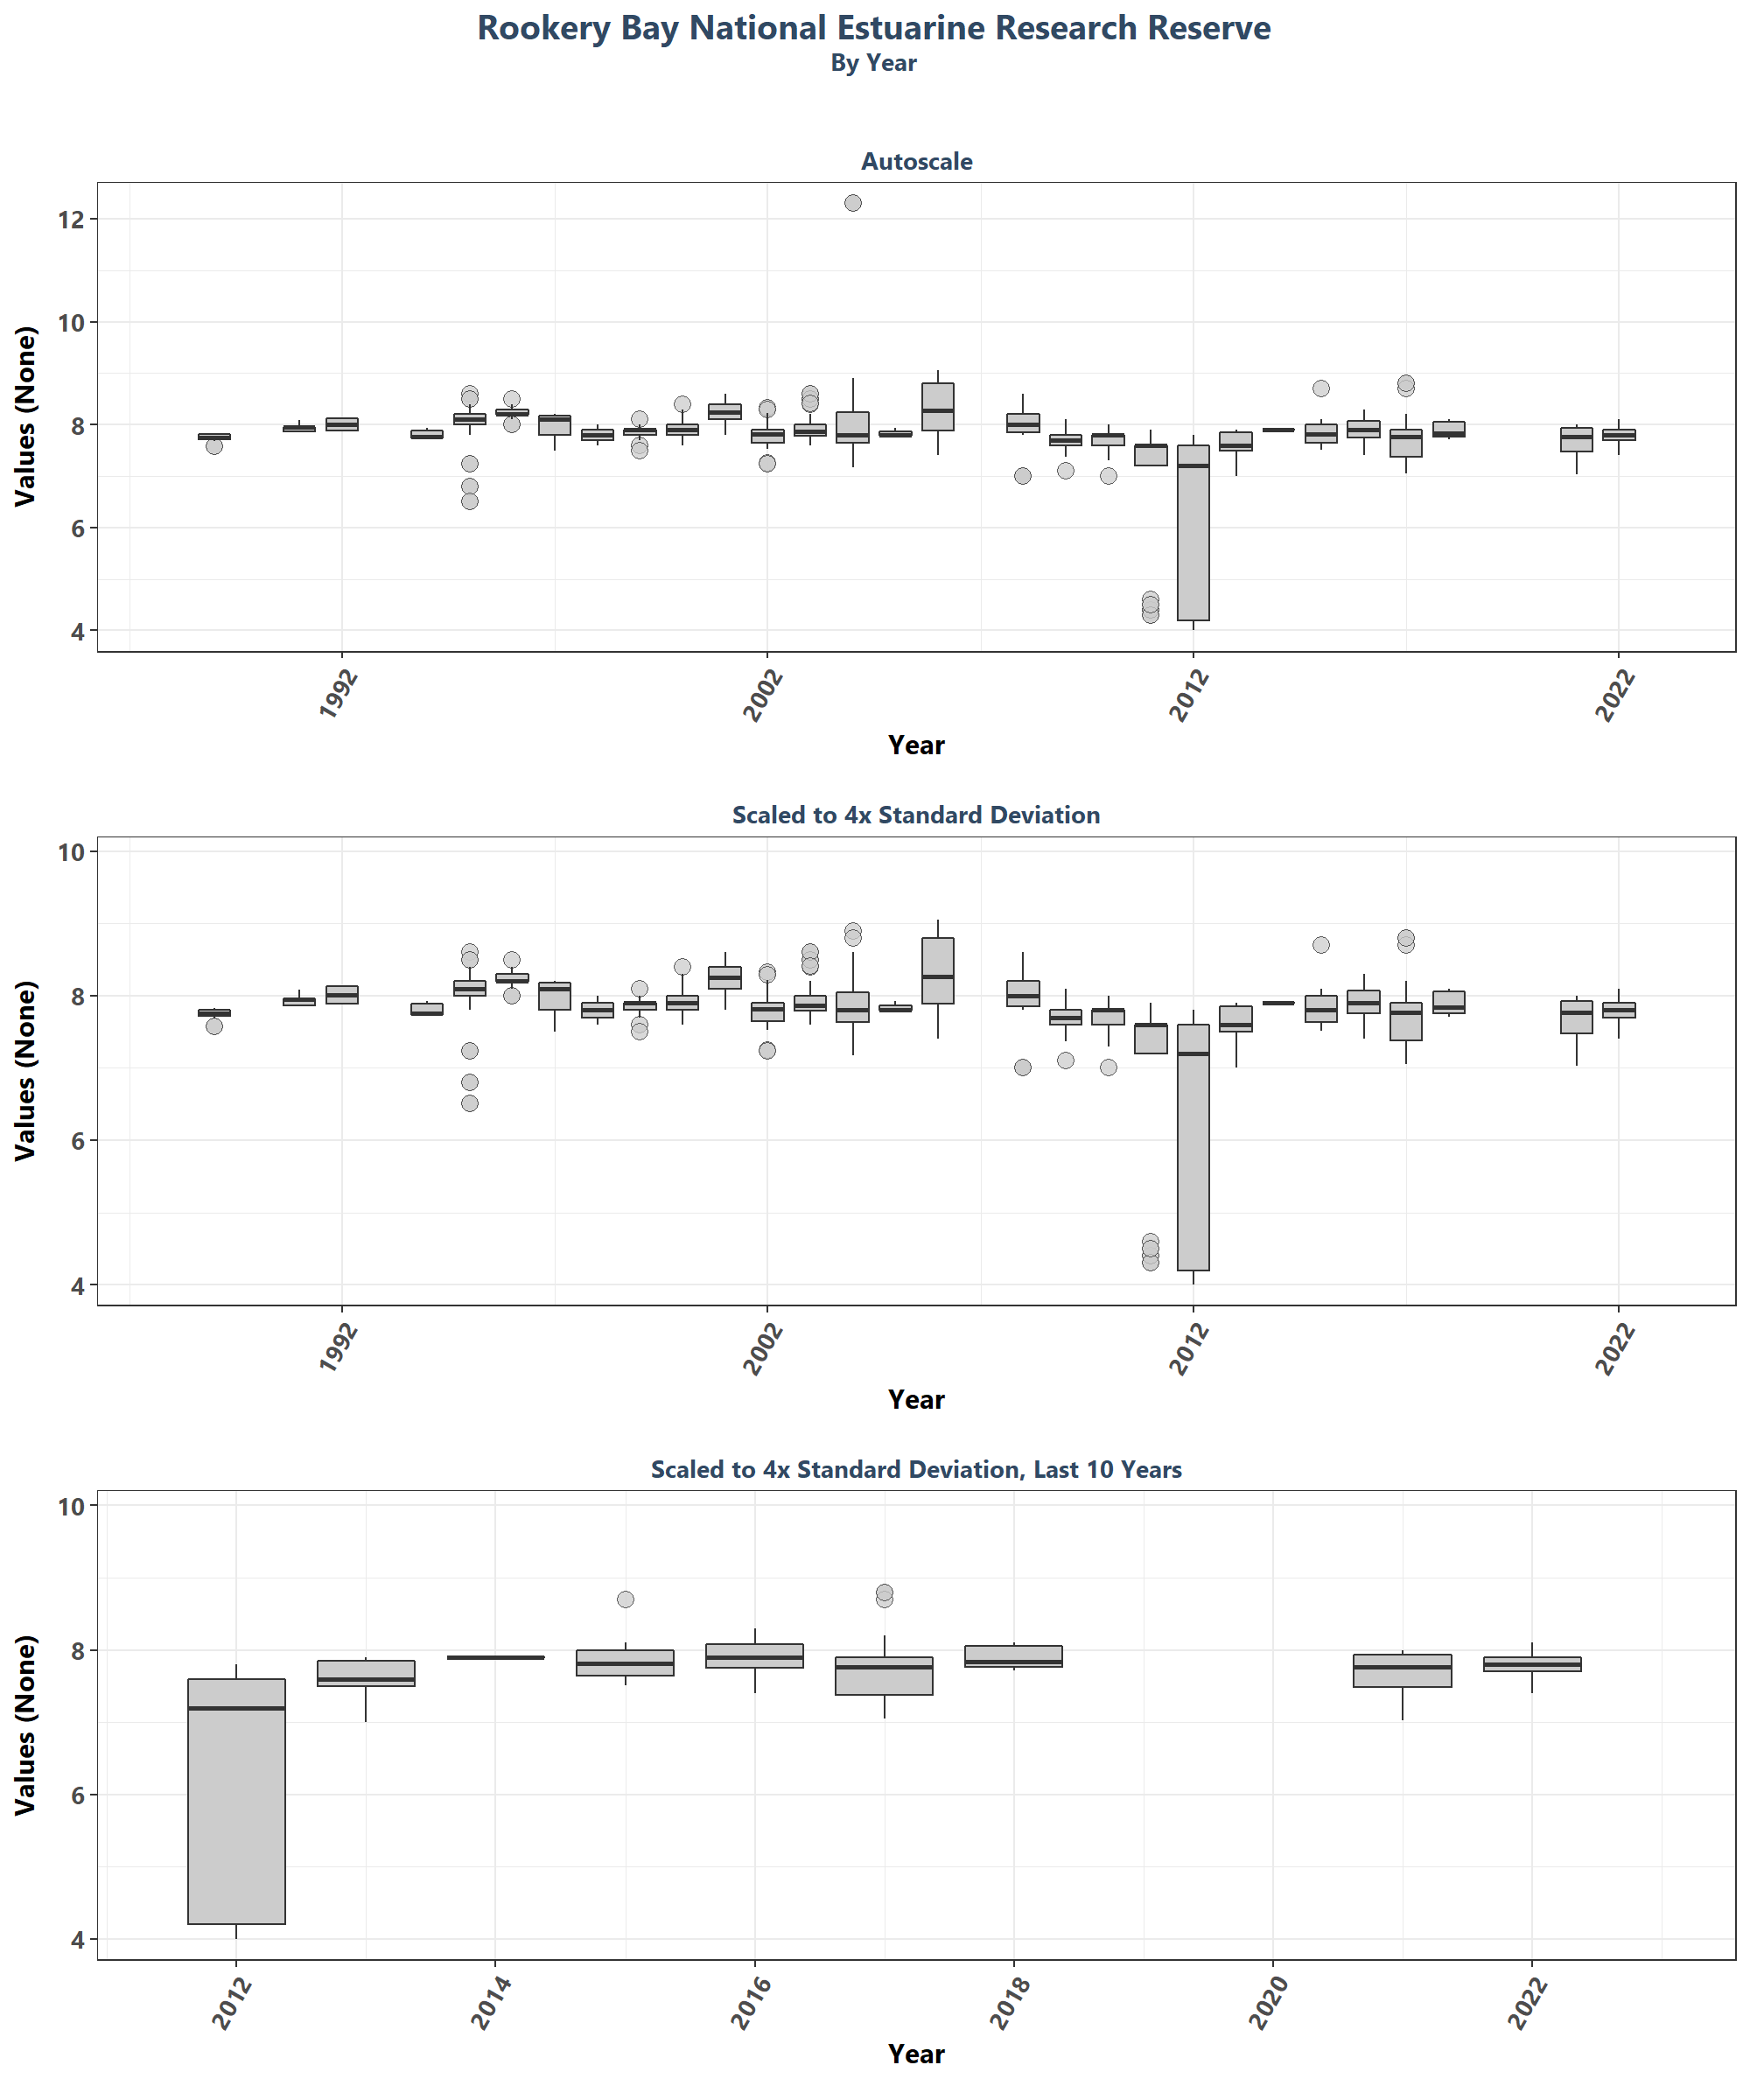 Rookery Bay National Estuarine Research Reserve
By Year
Autoscale
Values (None)
12
10
8
6
4
1992
2002
2012
2022
Year
Scaled to 4x Standard Deviation
Values (None)
10
8
6
4
1992
2002
2012
2022
Year
Scaled to 4x Standard Deviation, Last 10 Years
Values (None)
10
8
6
4
2012
2014
2016
2018
2020
2022
Year